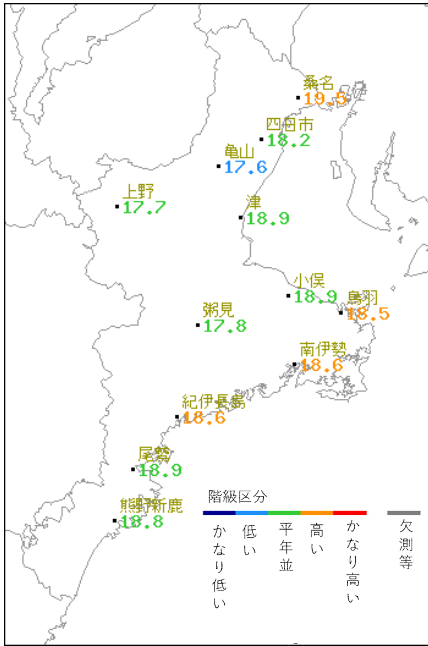 桑名
19.5
四日市
18.2
亀山
17.6
上野
17.7
津
18.9
小俣
18.9
鳥羽
18.5
粥見
17.8
南伊勢
18.6
紀伊長島
18.6
尾鷲
18.9
熊野新鹿
18.8
階級区分
かなり低い
低い
平年並
高い
かなり高い
欠測等